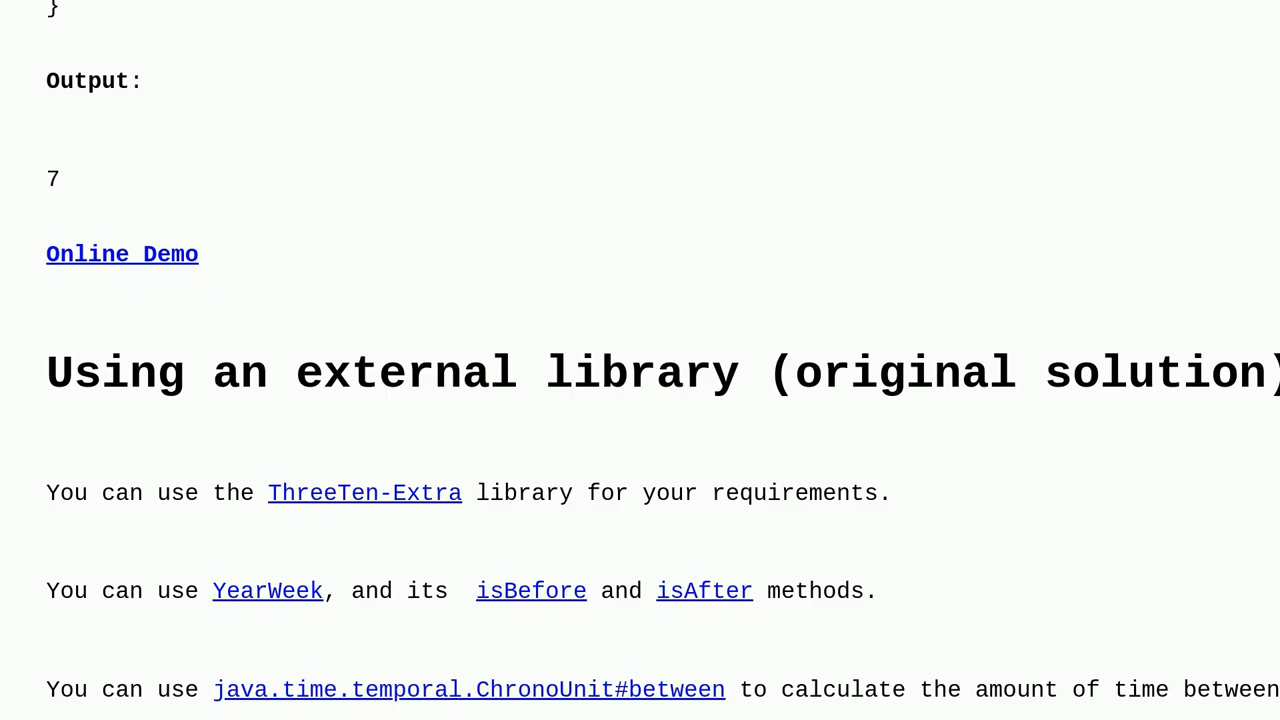 }
Output:
7
Online Demo
Using an external library (original solution)
You can use the ThreeTen-Extra library for your requirements.
You can use YearWeek, and its  isBefore and isAfter methods.
You can use java.time.temporal.ChronoUnit#between to calculate the amount of time between